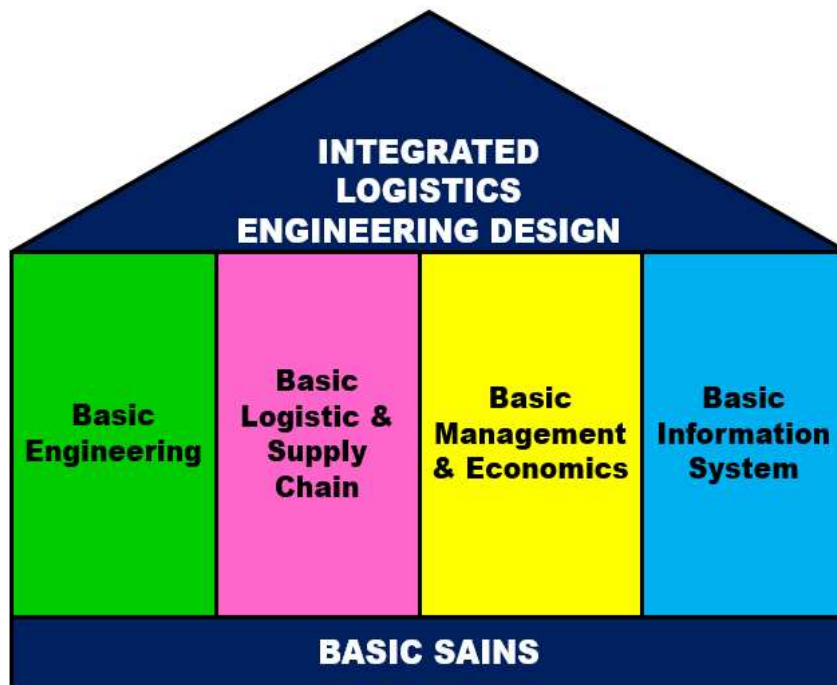 INTEGRATED
LOGISTICS
ENGINEERING DESIGN
Basic
Engineering
Basic
Logistic &
Supply
Chain
Basic
Management
& Economics
Basic
Information
System
BASIC SAINS